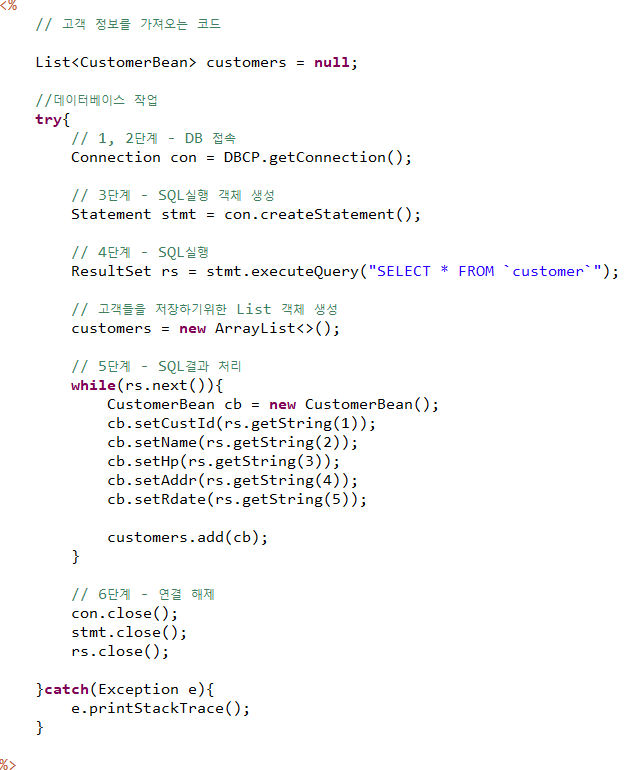 <%
// 고객 정보를 가져오는 코드
List<CustomerBean> customers = null;
//데이터베이스 작업
try{
// 1, 2단계 - DB 접속
Connection con = DBCP.getConnection();
// 3단계 - SQL실행 객체 생성
Statement stmt = con.createStatement();
// 4단계 - SQL실행
ResultSet rs = stmt.executeQuery("SELECT * FROM `customer`");
// 고객들을 저장하기위한 List 객체 생성
customers = new ArrayList<>();
// 5단계 - SQL결과 처리
while(rs.next()){
CustomerBean cb = new CustomerBean();
cb.setCustId(rs.getString(1));
cb.setName(rs.getString(2));
cb.setHp(rs.getString(3));
cb.setAddr(rs.getString(4));
cb.setRdate(rs.getString(5));
customers.add(cb);
}
// 6단계 - 연결 해제
con.close();
stmt.close();
rs.close();
}catch(Exception e){
e.printStackTrace();
}
%>